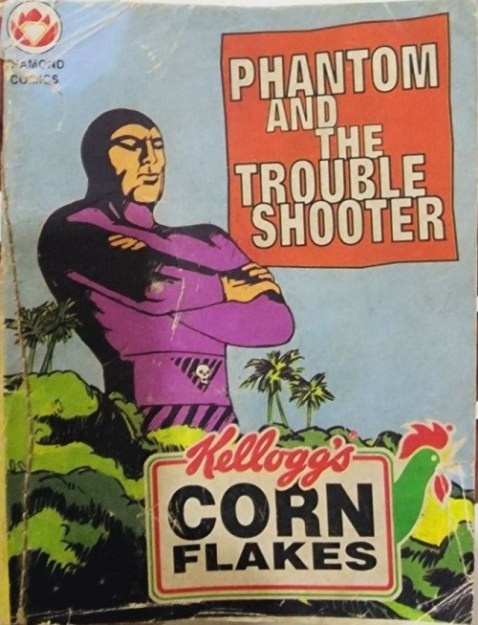 DIAMOND
COMICS
PHANTOM
AND
THE
TROUBLE
SHOOTER
Kellogg's
CORN
FLAKES